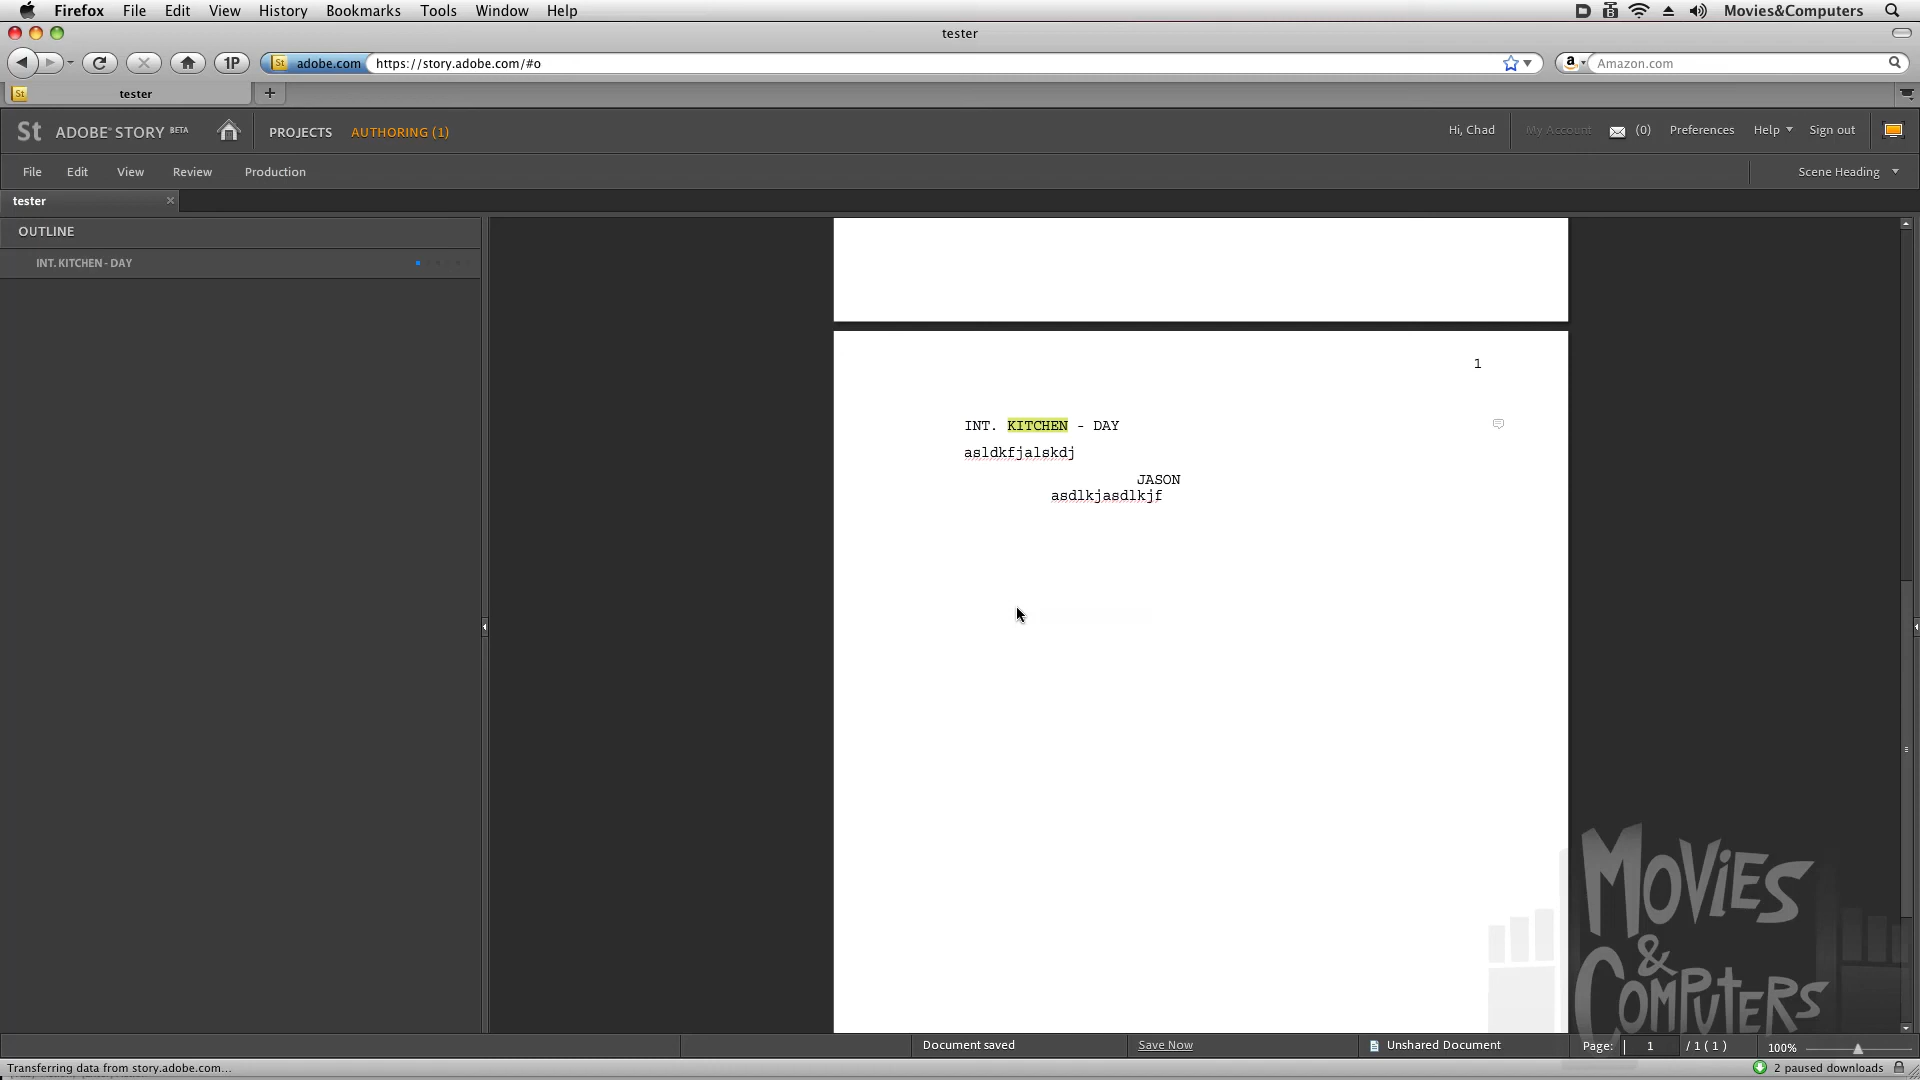 Firefox File Edit View History Bookmarks Tools Window Help Movies&Computers
tester
1P St adobe.com https://story.adobe.com/#o a Amazon.com
St tester +
St ADOBE® STORY BETA PROJECTS AUTHORING (1) Hi, Chad My Account (0) Preferences Help Sign out
File Edit View Review Production Scene Heading
tester ×
OUTLINE
INT. KITCHEN - DAY
1
INT. KITCHEN - DAY
asldkfjalskdj
JASON
asdlkjasdlkjf
MOVIES
&
COMPUTERS
Document saved Save Now Unshared Document Page: 1 / 1 ( 1 ) 100%
Transferring data from story.adobe.com... 2 paused downloads